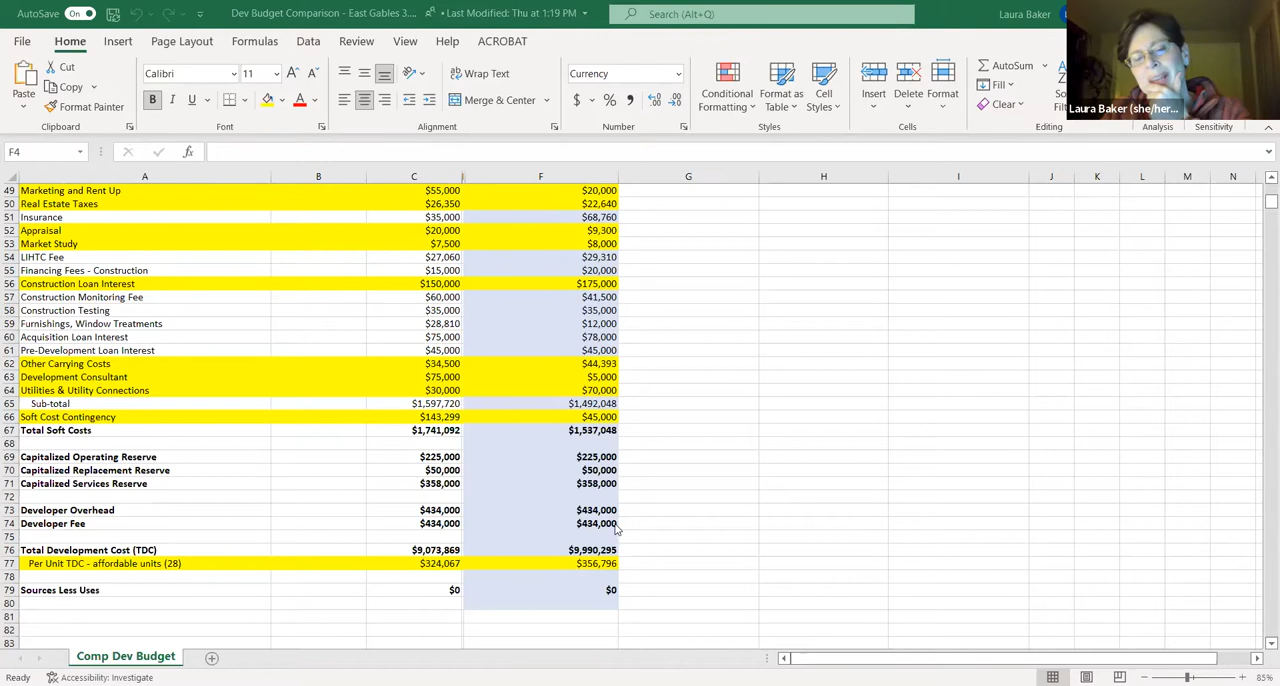 AutoSave On Dev Budget Comparison - East Gables 3.... • Last Modified: Thu at 1:19 PM Search (Alt+Q) Laura Baker
File Home Insert Page Layout Formulas Data Review View Help ACROBAT
Paste Cut Copy Format Painter Calibri 11 Wrap Text Merge & Center Currency Conditional Formatting Format as Table Cell Styles Insert Delete Format AutoSum Fill Clear
Laura Baker (she/her...
Clipboard Font Alignment Number Styles Cells Editing Analysis Sensitivity
F4 fx
A B C F G H I J K L M N
49 Marketing and Rent Up $55,000 $20,000
50 Real Estate Taxes $26,350 $22,640
51 Insurance $35,000 $68,760
52 Appraisal $20,000 $9,300
53 Market Study $7,500 $8,000
54 LIHTC Fee $27,060 $29,310
55 Financing Fees - Construction $15,000 $20,000
56 Construction Loan Interest $150,000 $175,000
57 Construction Monitoring Fee $60,000 $41,500
58 Construction Testing $35,000 $35,000
59 Furnishings, Window Treatments $28,810 $12,000
60 Acquisition Loan Interest $75,000 $78,000
61 Pre-Development Loan Interest $45,000 $45,000
62 Other Carrying Costs $34,500 $44,393
63 Development Consultant $75,000 $5,000
64 Utilities & Utility Connections $30,000 $70,000
65 Sub-total $1,597,720 $1,492,048
66 Soft Cost Contingency $143,299 $45,000
67 Total Soft Costs $1,741,092 $1,537,048
68
69 Capitalized Operating Reserve $225,000 $225,000
70 Capitalized Replacement Reserve $50,000 $50,000
71 Capitalized Services Reserve $358,000 $358,000
72
73 Developer Overhead $434,000 $434,000
74 Developer Fee $434,000 $434,000
75
76 Total Development Cost (TDC) $9,073,869 $9,990,295
77 Per Unit TDC - affordable units (28) $324,067 $356,796
78
79 Sources Less Uses $0 $0
80
81
82
83
Comp Dev Budget
Ready Accessibility: Investigate 85%